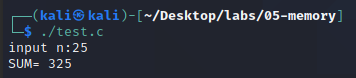 ┌──(kali㉿kali)-[~/Desktop/labs/05-memory]
└─$ ./test.c
input n:25
SUM= 325